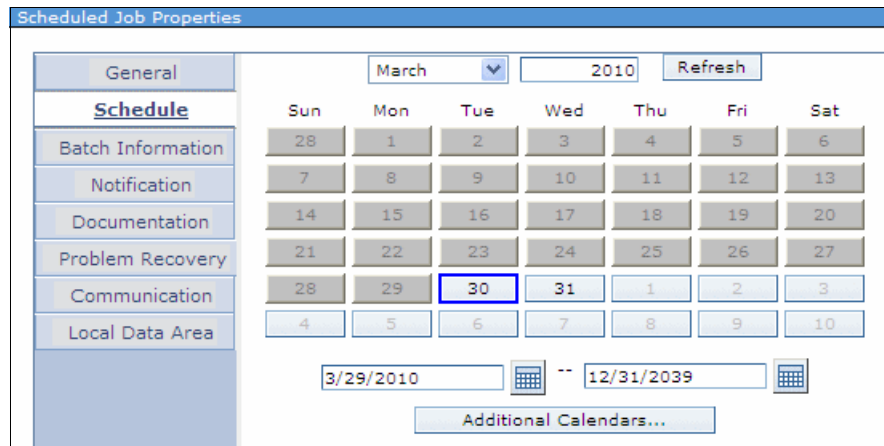 Scheduled Job Properties
General
Schedule
Batch Information
Notification
Documentation
Problem Recovery
Communication
Local Data Area
March 2010 Refresh
Sun Mon Tue Wed Thu Fri Sat
28 1 2 3 4 5 6
7 8 9 10 11 12 13
14 15 16 17 18 19 20
21 22 23 24 25 26 27
28 29 30 31 1 2 3
4 5 6 7 8 9 10
3/29/2010 -- 12/31/2039
Additional Calendars...